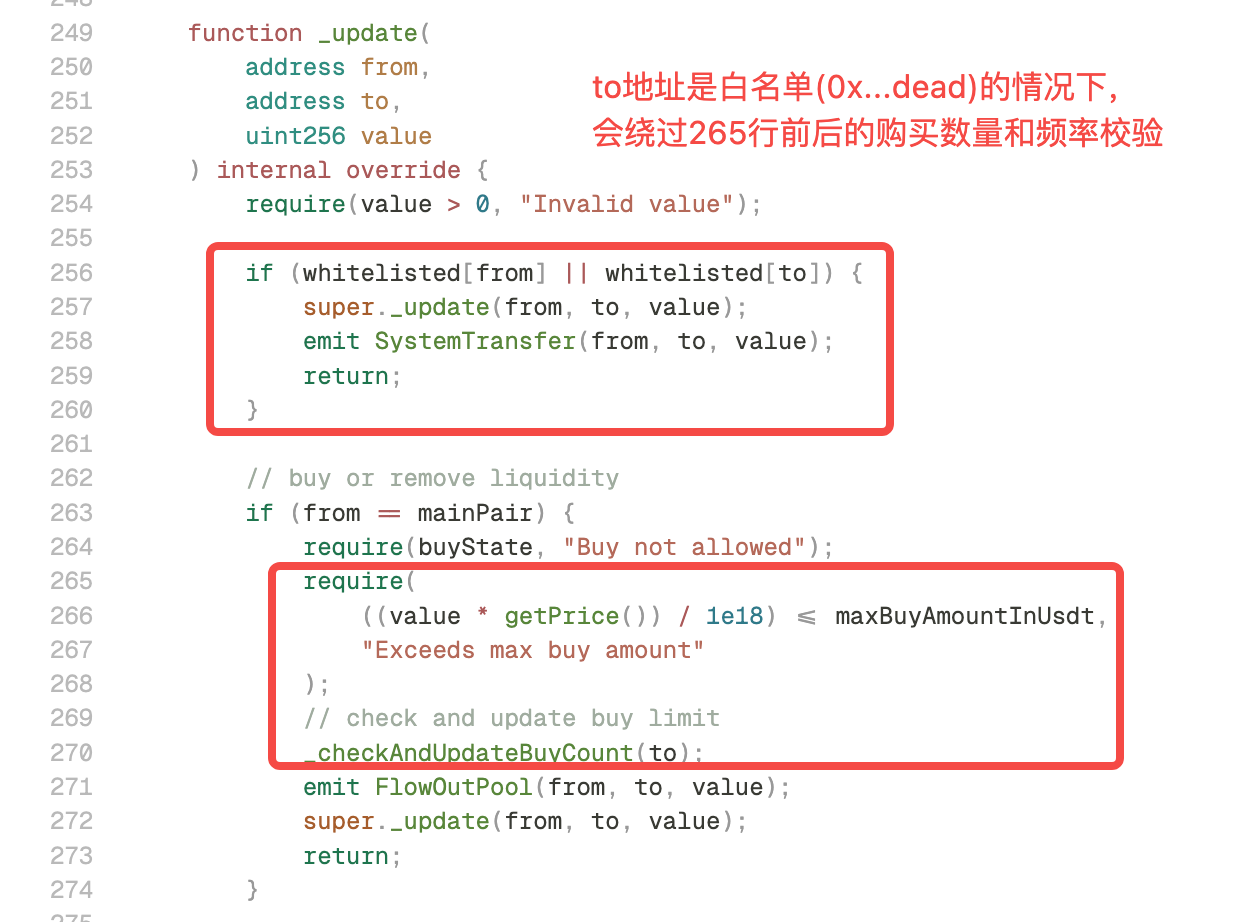 248
249 function _update(
250 address from,
251 address to,
252 uint256 value
to地址是白名单(0x...dead)的情况下,
会绕过265行前后的购买数量和频率校验
253 ) internal override {
254 require(value > 0, "Invalid value");
255
256 if (whitelisted[from] || whitelisted[to]) {
257 super._update(from, to, value);
258 emit SystemTransfer(from, to, value);
259 return;
260 }
261
262 // buy or remove liquidity
263 if (from == mainPair) {
264 require(buyState, "Buy not allowed");
265 require(
266 ((value * getPrice()) / 1e18) <= maxBuyAmountInUsdt,
267 "Exceeds max buy amount"
268 );
269 // check and update buy limit
270 _checkAndUpdateBuyCount(to);
271 emit FlowOutPool(from, to, value);
272 super._update(from, to, value);
273 return;
274 }
275